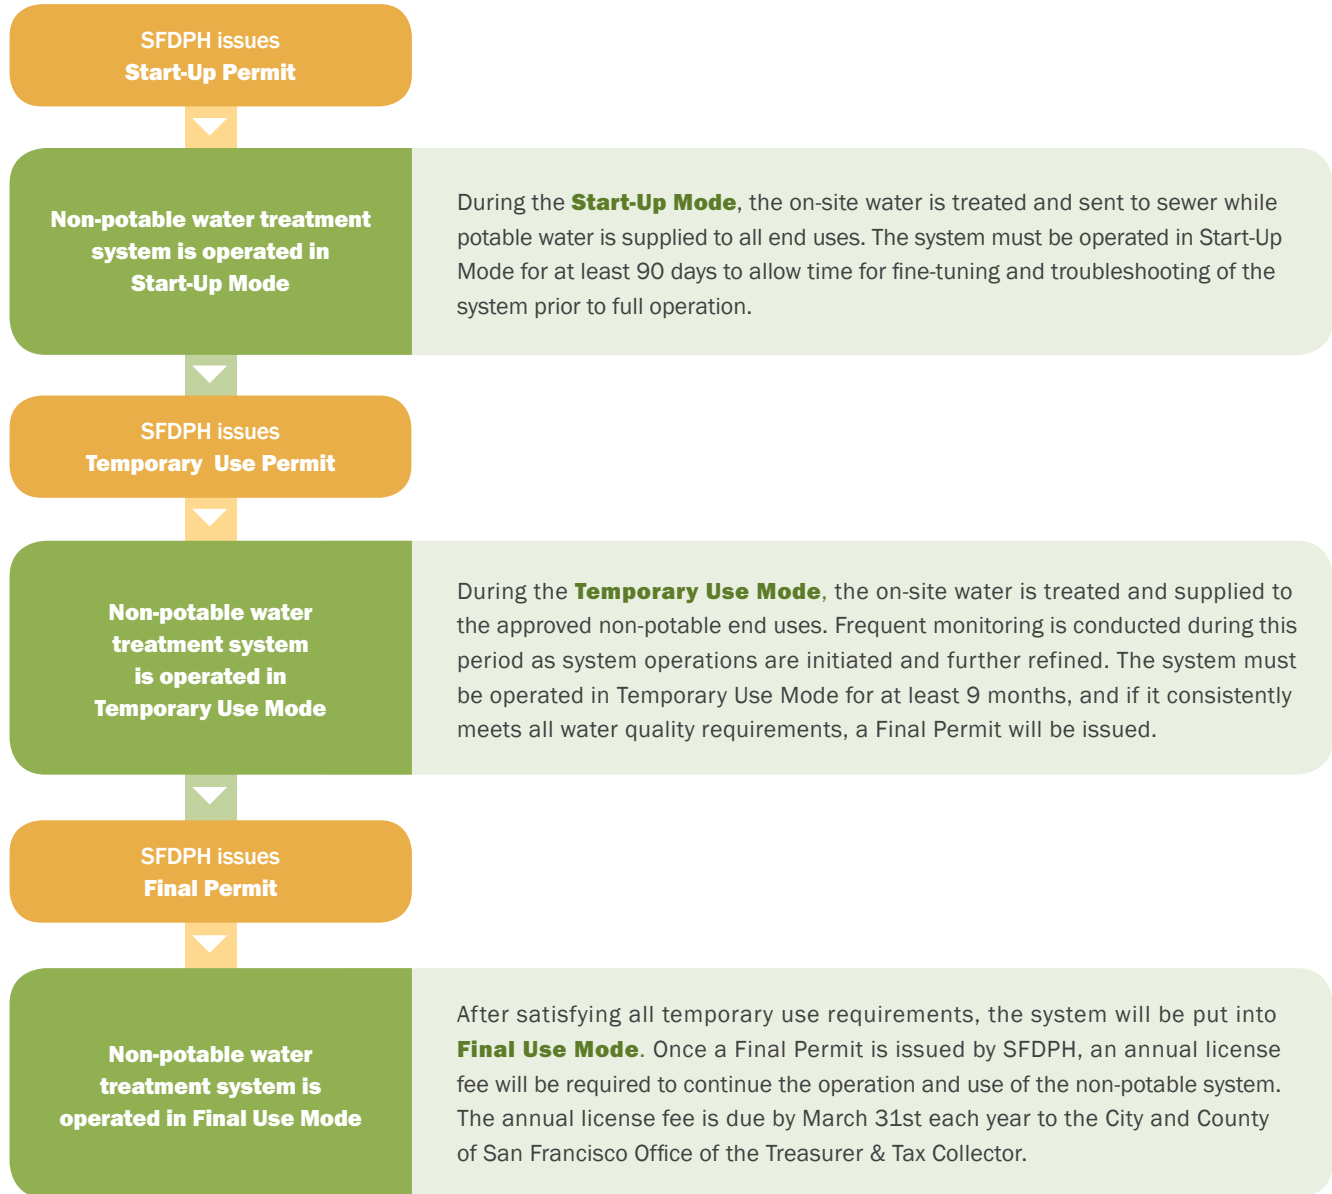 SFDPH issues
Start-Up Permit
Non-potable water treatment
system is operated in
Start-Up Mode
During the Start-Up Mode, the on-site water is treated and sent to sewer while
potable water is supplied to all end uses. The system must be operated in Start-Up
Mode for at least 90 days to allow time for fine-tuning and troubleshooting of the
system prior to full operation.
SFDPH issues
Temporary Use Permit
Non-potable water
treatment system
is operated in
Temporary Use Mode
During the Temporary Use Mode, the on-site water is treated and supplied to
the approved non-potable end uses. Frequent monitoring is conducted during this
period as system operations are initiated and further refined. The system must
be operated in Temporary Use Mode for at least 9 months, and if it consistently
meets all water quality requirements, a Final Permit will be issued.
SFDPH issues
Final Permit
Non-potable water
treatment system is
operated in Final Use Mode
After satisfying all temporary use requirements, the system will be put into
Final Use Mode. Once a Final Permit is issued by SFDPH, an annual license
fee will be required to continue the operation and use of the non-potable system.
The annual license fee is due by March 31st each year to the City and County
of San Francisco Office of the Treasurer & Tax Collector.